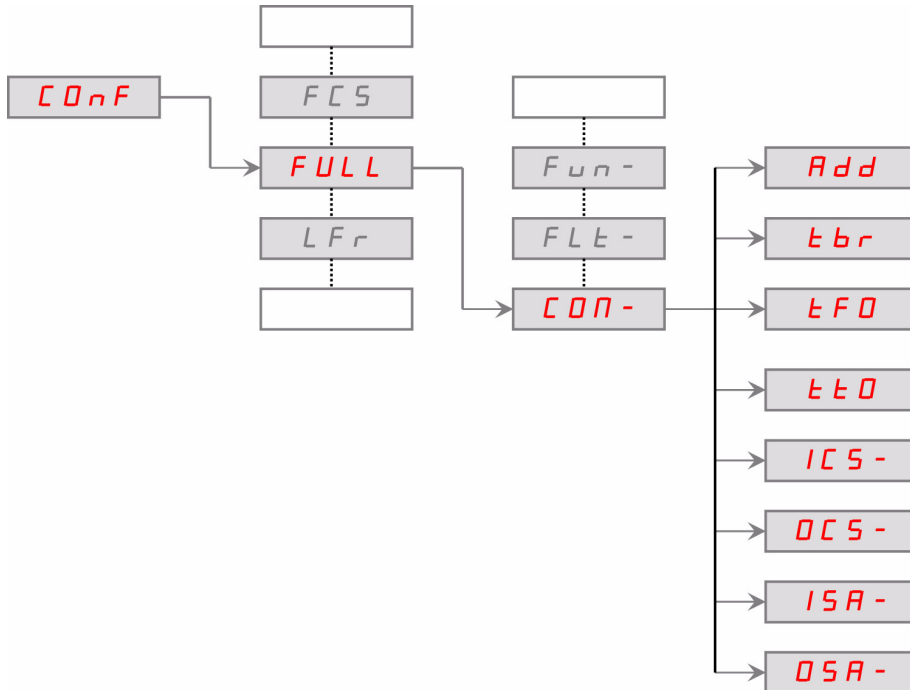 COnF
FCS
FULL
LFr
Fun-
FLt-
COM-
Add
tbr
tFO
ttO
ICS-
OCS-
ISA-
OSA-